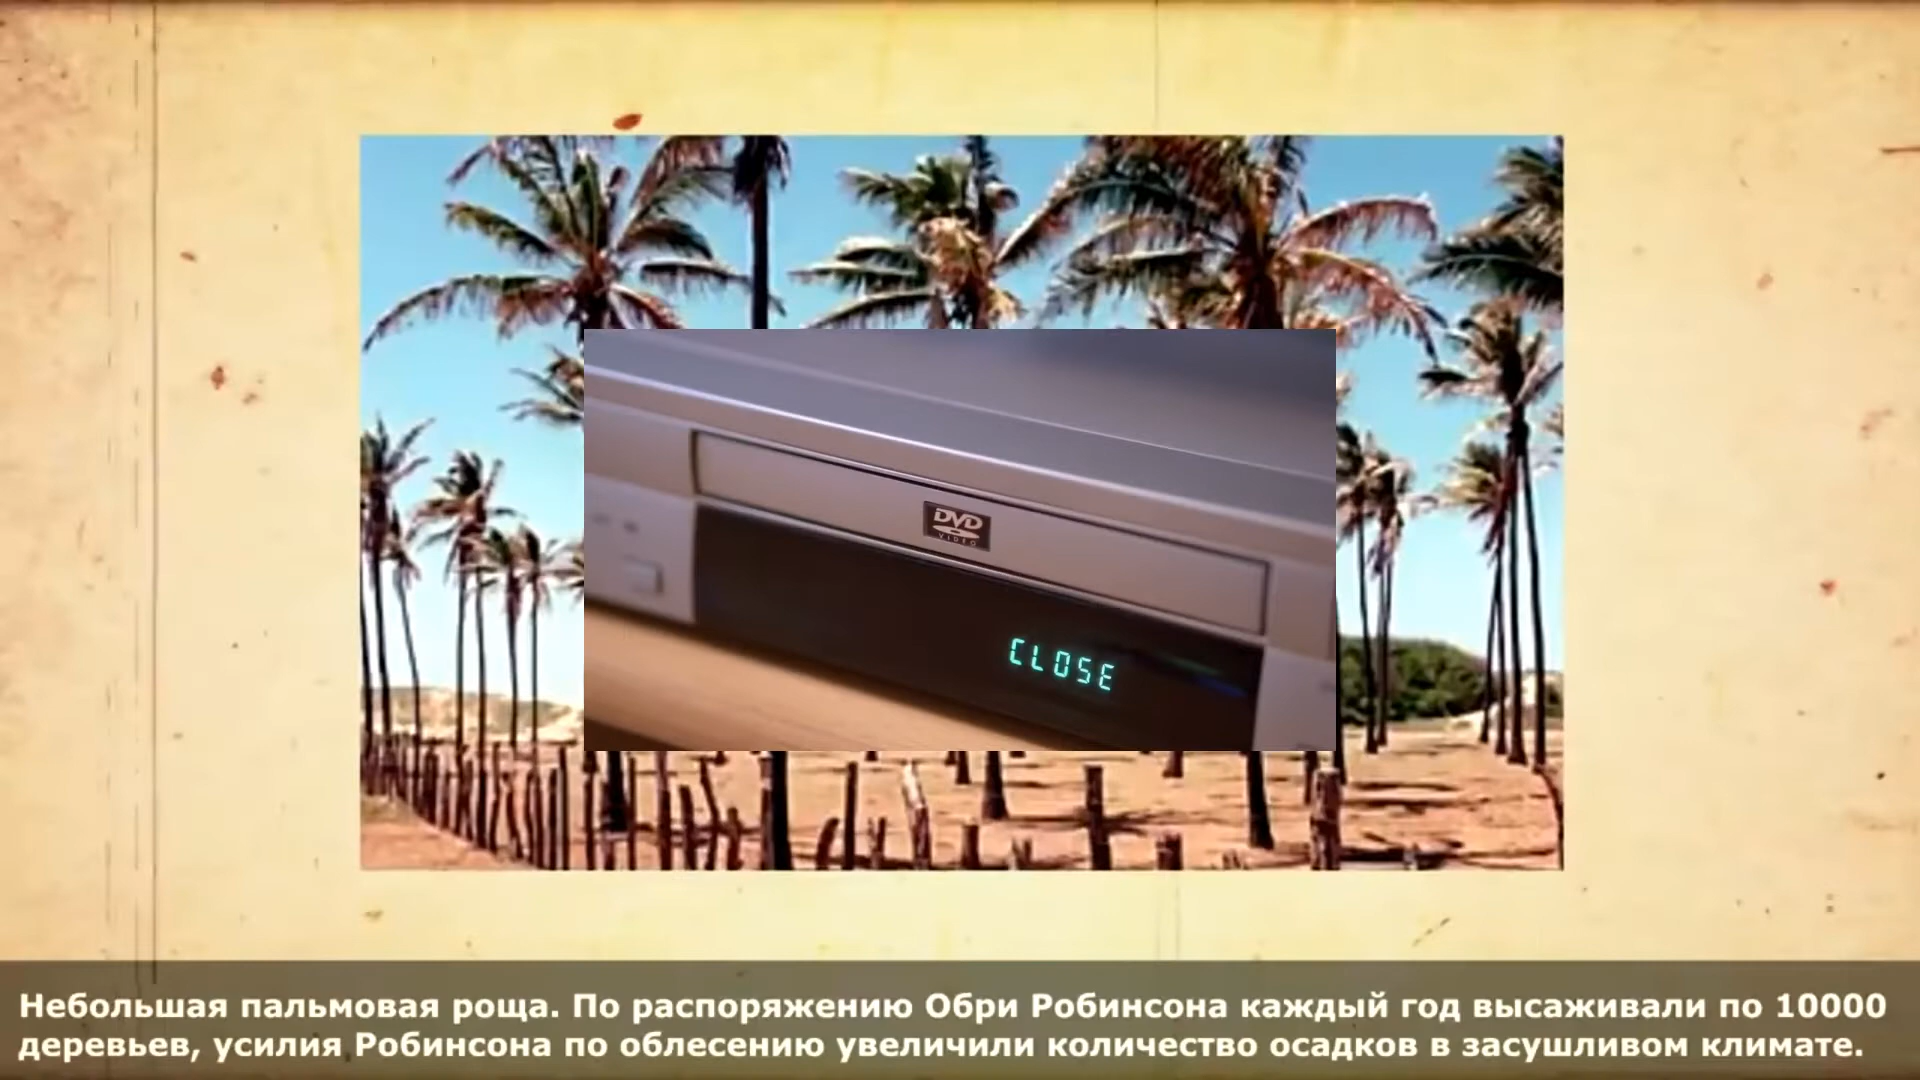 DVD
VIDEO
CLOSE
Небольшая пальмовая роща. По распоряжению Обри Робинсона каждый год высаживали по 10000
деревьев, усилия Робинсона по облесению увеличили количество осадков в засушливом климате.